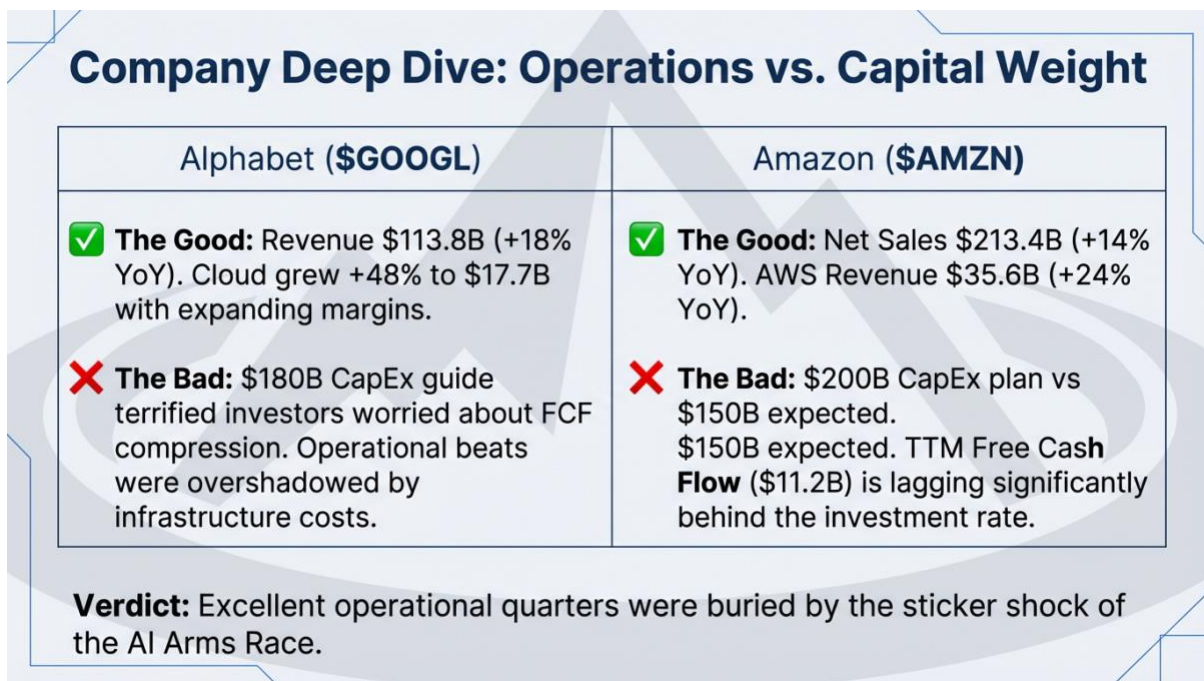 Company Deep Dive: Operations vs. Capital Weight
Alphabet ($GOOGL)
✅ The Good: Revenue $113.8B (+18%
YoY). Cloud grew +48% to $17.7B
with expanding margins.
❌ The Bad: $180B CapEx guide
terrified investors worried about FCF
compression. Operational beats
were overshadowed by
infrastructure costs.
Amazon ($AMZN)
✅ The Good: Net Sales $213.4B (+14%
YoY). AWS Revenue $35.6B (+24%
YoY).
❌ The Bad: $200B CapEx plan vs
$150B expected.
$150B expected. TTM Free Cash
Flow ($11.2B) is lagging significantly
behind the investment rate.
Verdict: Excellent operational quarters were buried by the sticker shock of
the AI Arms Race.